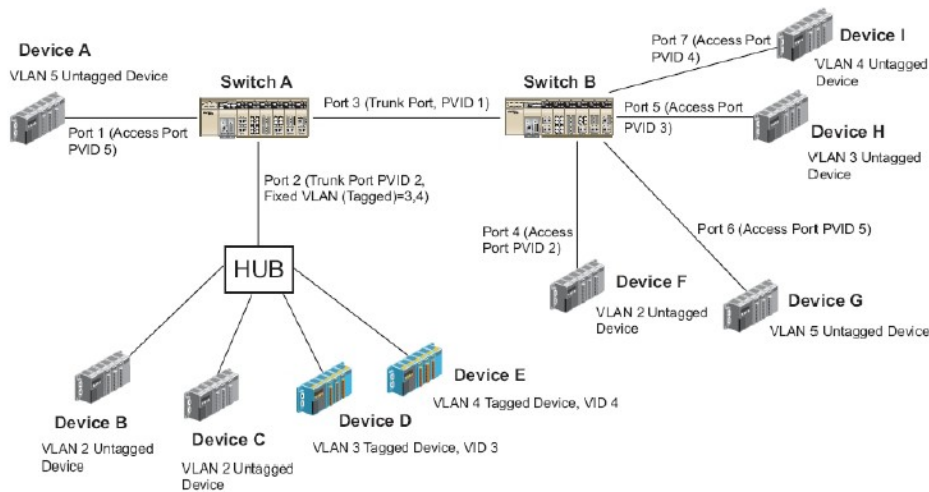 Device A
VLAN 5 Untagged Device
Switch A
Port 1 (Access Port
PVID 5)
Port 3 (Trunk Port, PVID 1)
Switch B
Port 7 (Access Port
PVID 4)
Device I
VLAN 4 Untagged
Device
Port 5 (Access Port
PVID 3)
Device H
VLAN 3 Untagged
Device
Port 2 (Trunk Port PVID 2,
Fixed VLAN (Tagged)=3,4)
HUB
Port 4 (Access
Port PVID 2)
Port 6 (Access Port PVID 5)
Device F
VLAN 2 Untagged
Device
Device G
VLAN 5 Untagged Device
Device B
VLAN 2 Untagged
Device
Device C
VLAN 2 Untagged
Device
Device D
VLAN 3 Tagged Device, VID 3
Device E
VLAN 4 Tagged Device, VID 4